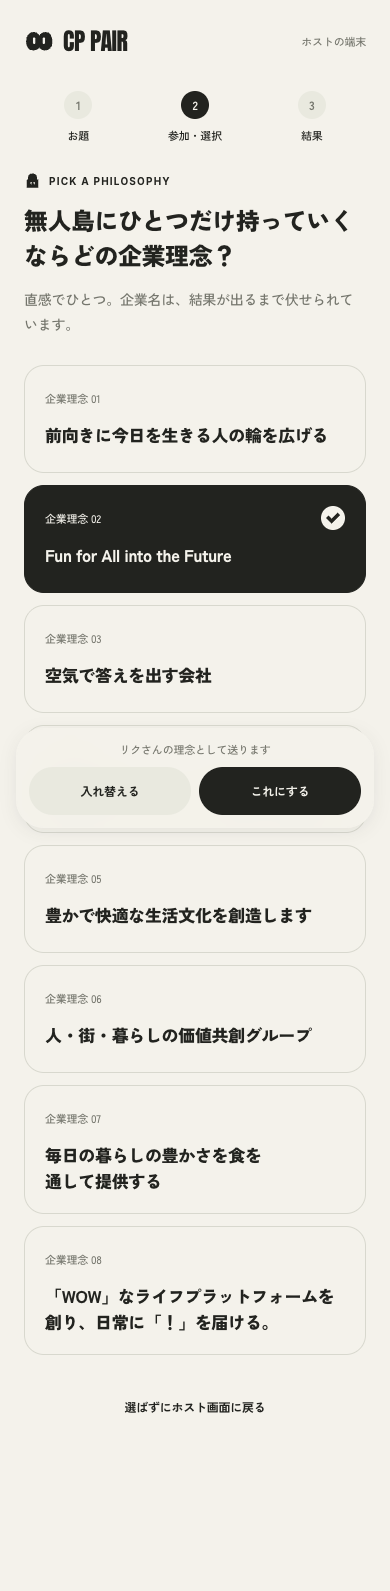 CP PAIR
ホストの端末
1
2
3
お題
参加・選択
結果
PICK A PHILOSOPHY
無人島にひとつだけ持っていく
ならどの企業理念？
直感でひとつ。企業名は、結果が出るまで伏せられて
います。
企業理念 01
前向きに今日を生きる人の輪を広げる
企業理念 02
Fun for All into the Future
企業理念 03
空気で答えを出す会社
リクさんの理念として送ります
入れ替える
これにする
企業理念 05
豊かで快適な生活文化を創造します
企業理念 06
人・街・暮らしの価値共創グループ
企業理念 07
毎日の暮らしの豊かさを食を
通して提供する
企業理念 08
「WOW」なライフプラットフォームを
創り、日常に「！」を届ける。
選ばずにホスト画面に戻る